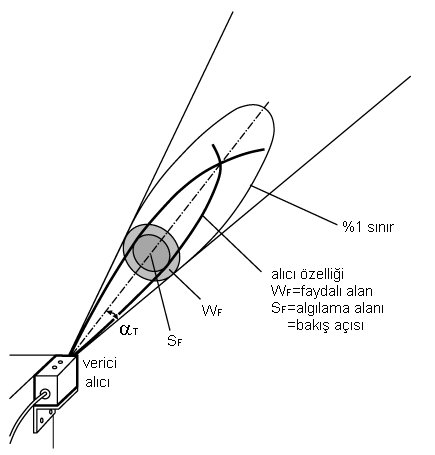 %1 sınır
alıcı özelliği
WF=faydalı alan
SF=algılama alanı
=bakış açısı
WF
αT
SF
verici
alıcı